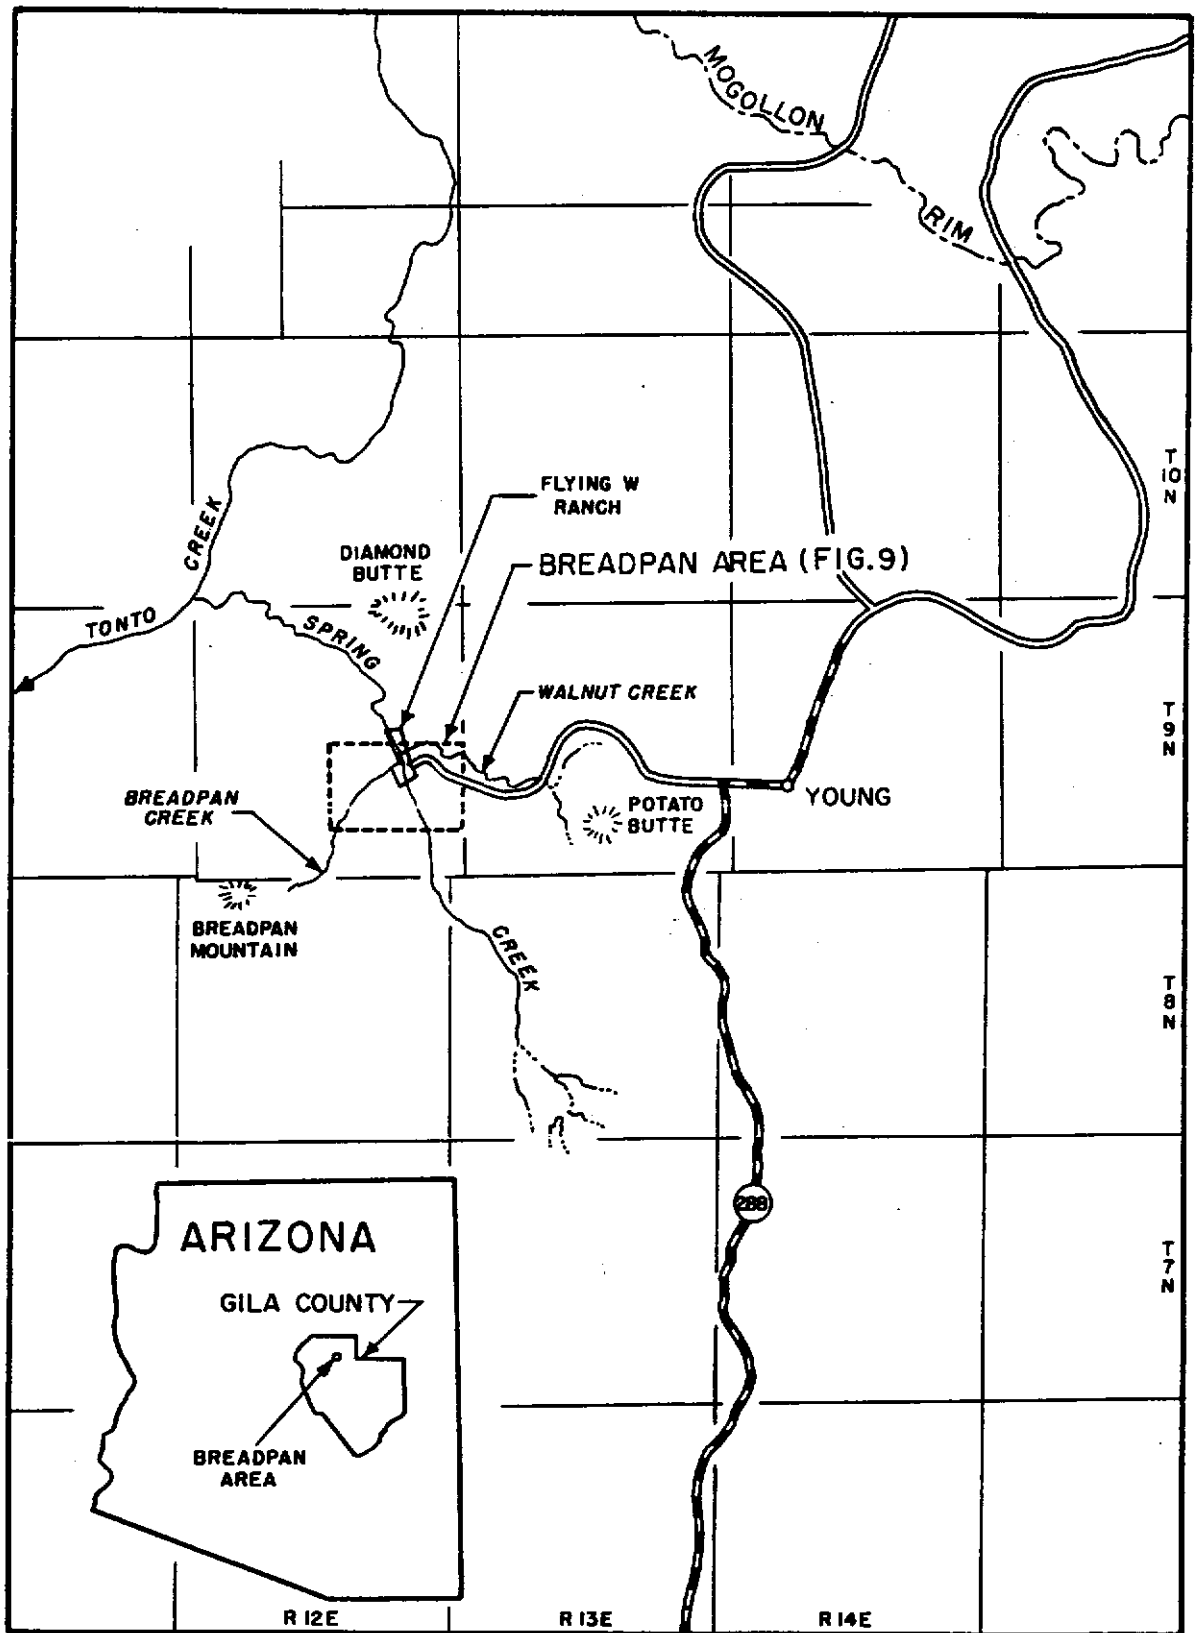 MOGOLLON
RIM
T
10
N
FLYING W
RANCH
CREEK
DIAMOND
BUTTE
BREADPAN AREA (FIG.9)
TONTO
SPRING
WALNUT CREEK
T
9
N
BREADPAN
CREEK
POTATO
BUTTE
YOUNG
BREADPAN
MOUNTAIN
CREEK
T
8
N
288
ARIZONA
T
7
N
GILA COUNTY
BREADPAN
AREA
R 12E
R 13E
R 14E